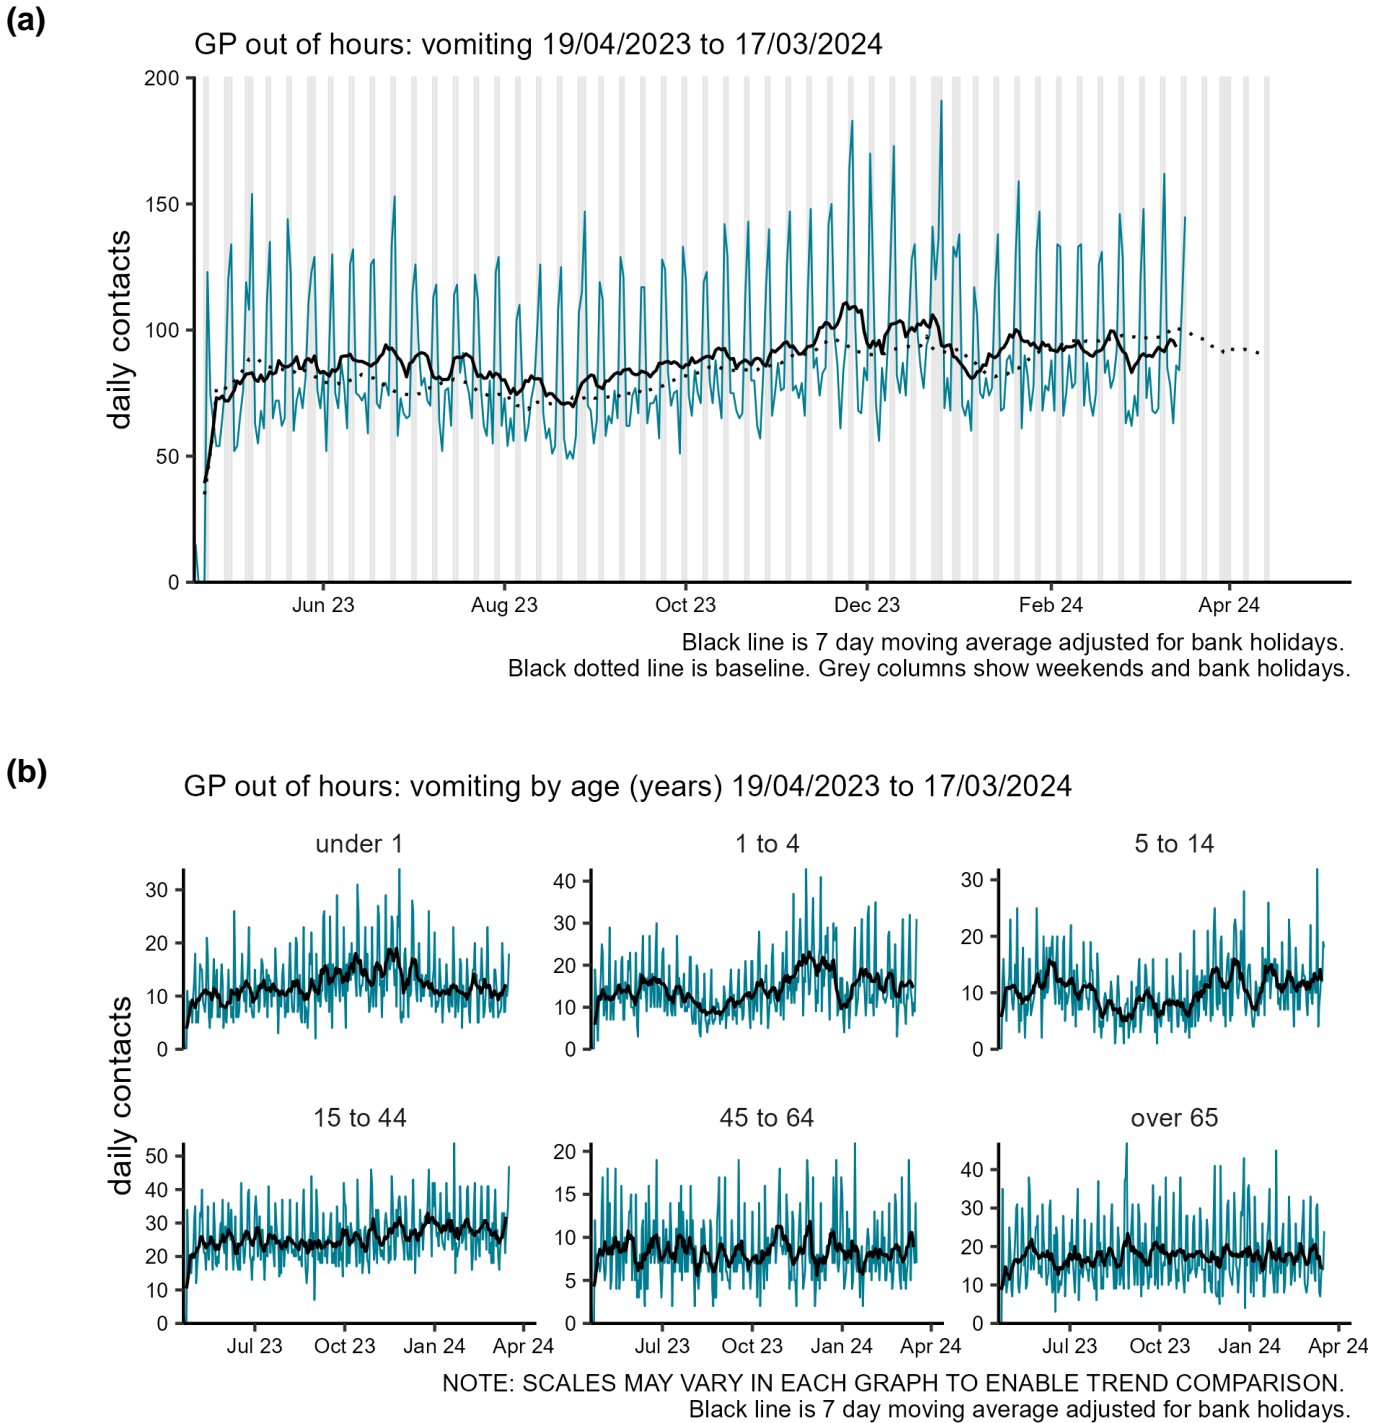 (a)
GP out of hours: vomiting 19/04/2023 to 17/03/2024
daily contacts
200
150
100
50
0
Jun 23
Aug 23
Oct 23
Dec 23
Feb 24
Apr 24
Black line is 7 day moving average adjusted for bank holidays.
Black dotted line is baseline. Grey columns show weekends and bank holidays.
(b)
GP out of hours: vomiting by age (years) 19/04/2023 to 17/03/2024
daily contacts
under 1
30
20
10
0
1 to 4
40
30
20
10
0
5 to 14
30
20
10
0
15 to 44
50
40
30
20
10
0
Jul 23
Oct 23
Jan 24
Apr 24
45 to 64
20
15
10
5
0
Jul 23
Oct 23
Jan 24
Apr 24
over 65
40
30
20
10
0
Jul 23
Oct 23
Jan 24
Apr 24
NOTE: SCALES MAY VARY IN EACH GRAPH TO ENABLE TREND COMPARISON.
Black line is 7 day moving average adjusted for bank holidays.